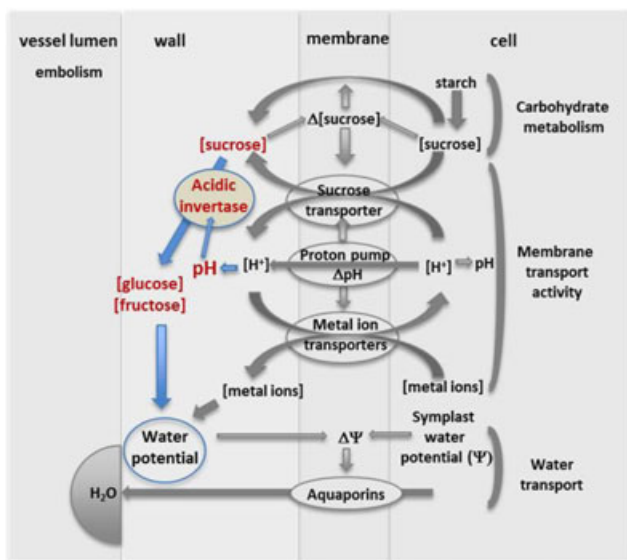 vessel lumen
wall
membrane
cell
embolism
starch
Carbohydrate
metabolism
Δ[sucrose]
[sucrose]
[sucrose]
Acidic
invertase
Sucrose
transporter
pH
[H⁺]
Proton pump
ΔpH
[H⁺]
pH
Membrane
transport
activity
[glucose]
[fructose]
Metal ion
transporters
[metal ions]
[metal ions]
Water
potential
ΔΨ
Symplast
water
potential (Ψ)
Water
transport
H₂O
Aquaporins